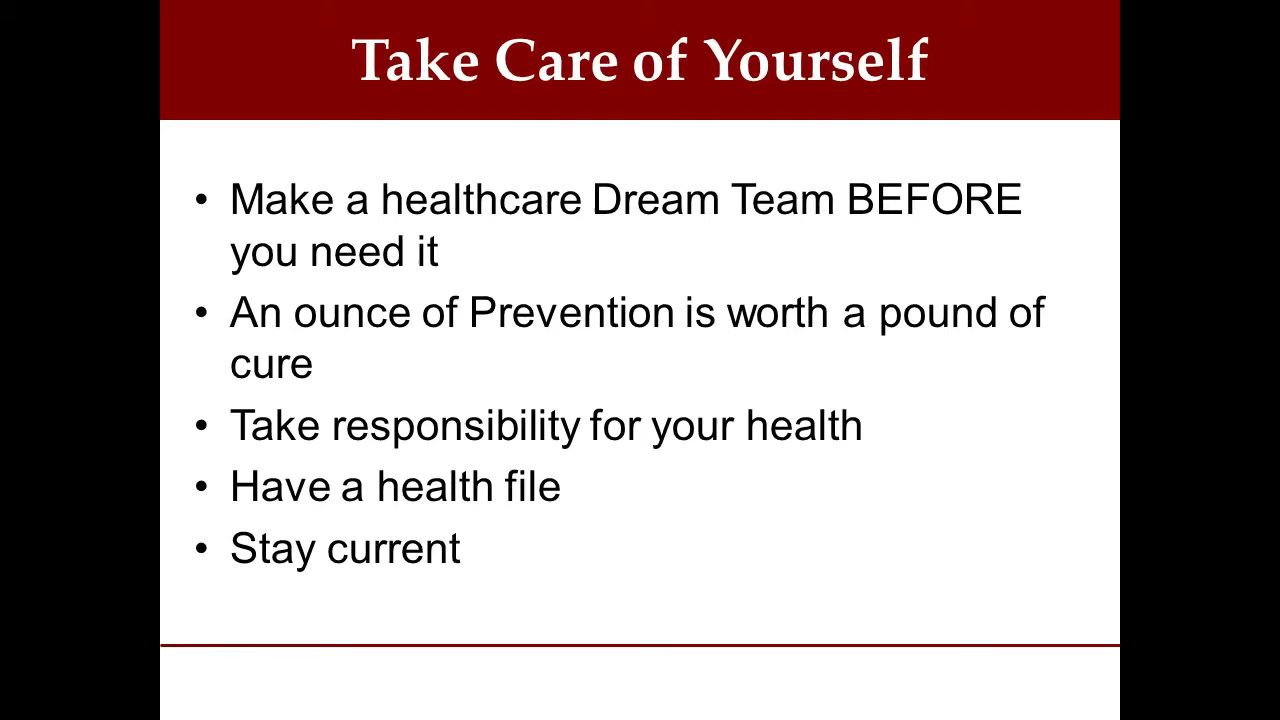 Take Care of Yourself
• Make a healthcare Dream Team BEFORE
you need it
• An ounce of Prevention is worth a pound of
cure
• Take responsibility for your health
• Have a health file
• Stay current